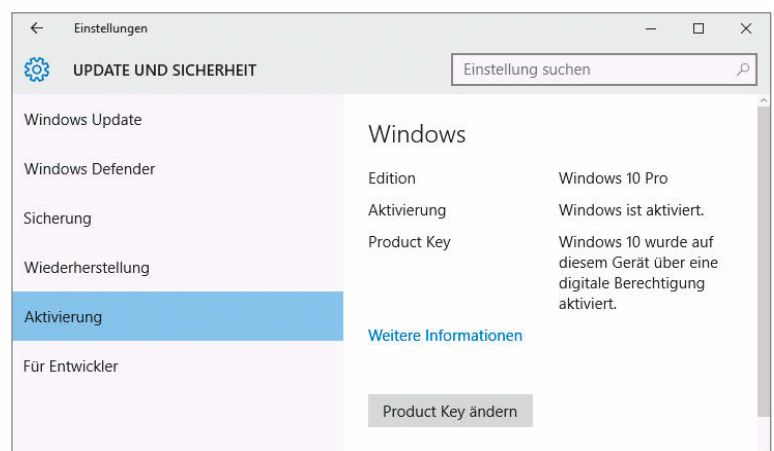 Einstellungen
UPDATE UND SICHERHEIT
Einstellung suchen
Windows Update
Windows Defender
Sicherung
Wiederherstellung
Aktivierung
Für Entwickler
Windows
Edition Windows 10 Pro
Aktivierung Windows ist aktiviert.
Product Key Windows 10 wurde auf
diesem Gerät über eine
digitale Berechtigung
aktiviert.
Weitere Informationen
Product Key ändern